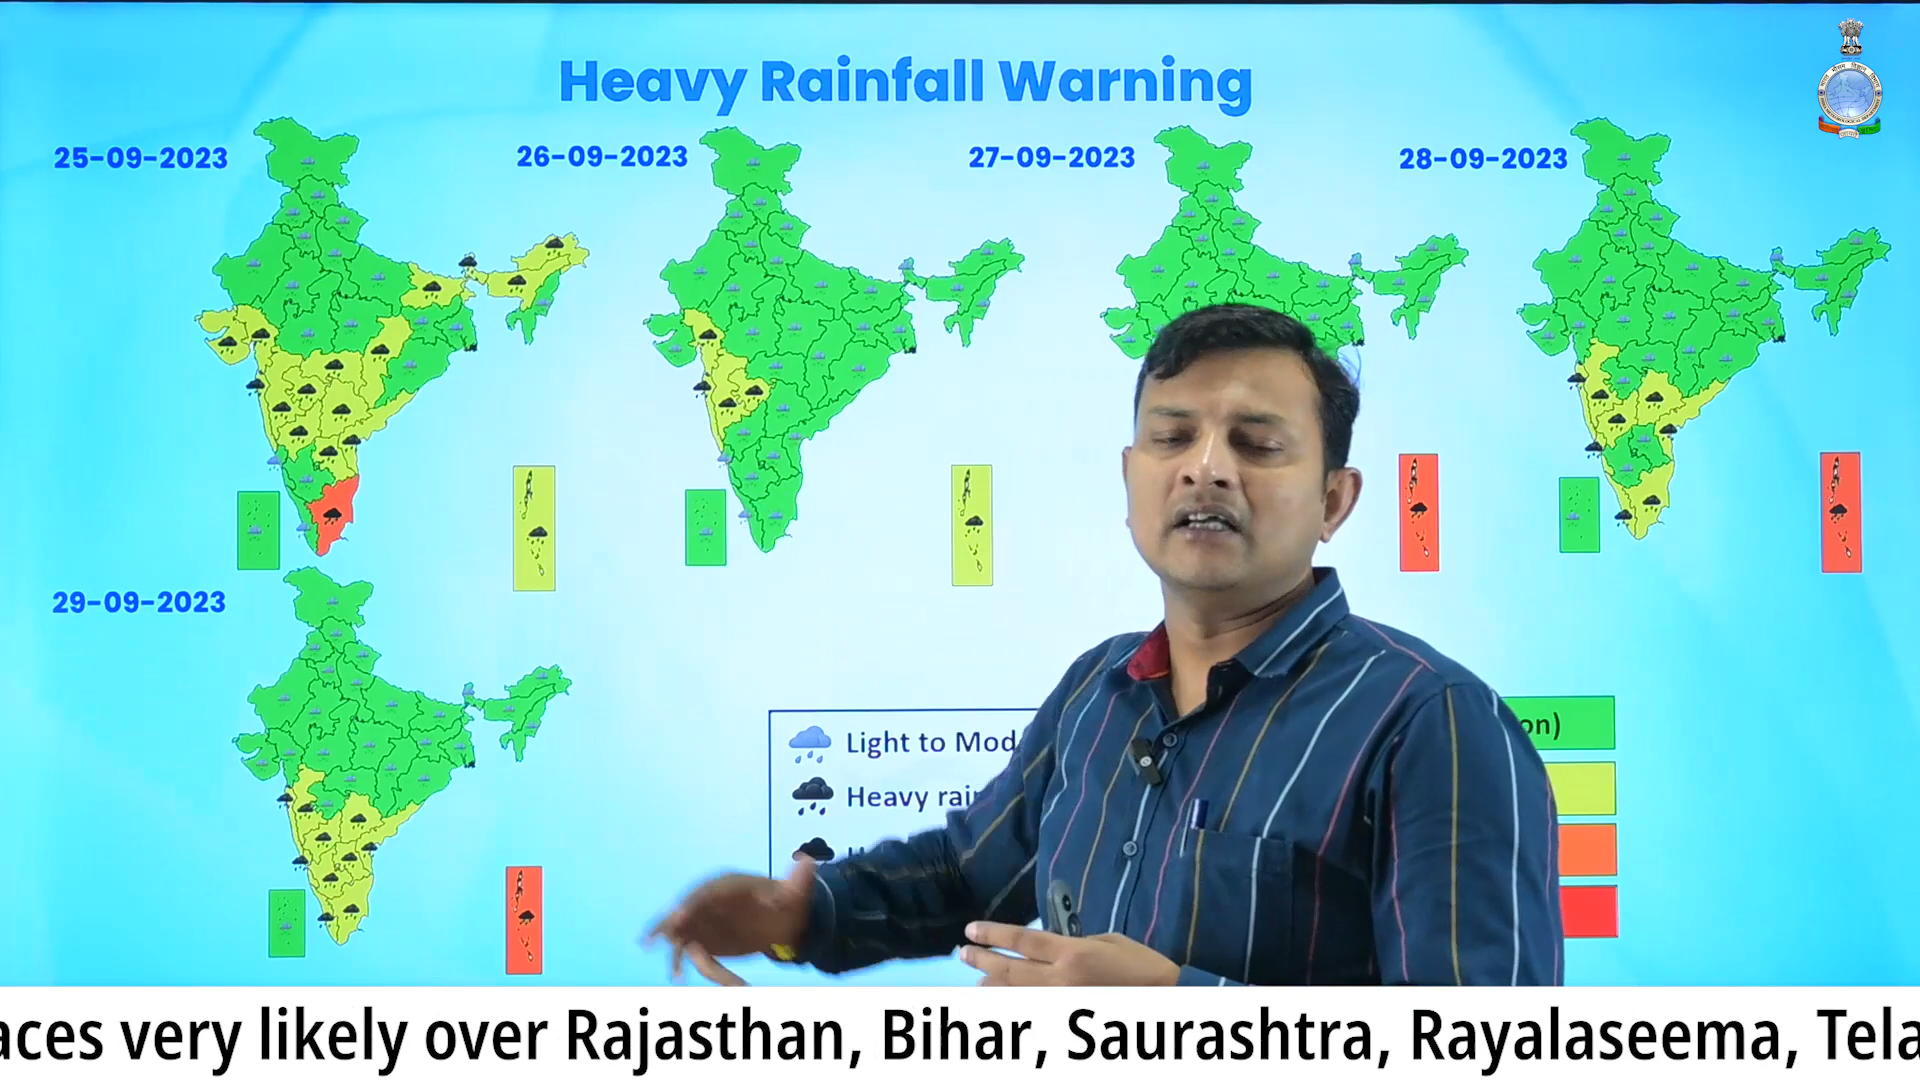 Heavy Rainfall Warning
25-09-2023
26-09-2023
27-09-2023
28-09-2023
29-09-2023
Light to Mod
Heavy rai
on)
aces very likely over Rajasthan, Bihar, Saurashtra, Rayalaseema, Tela